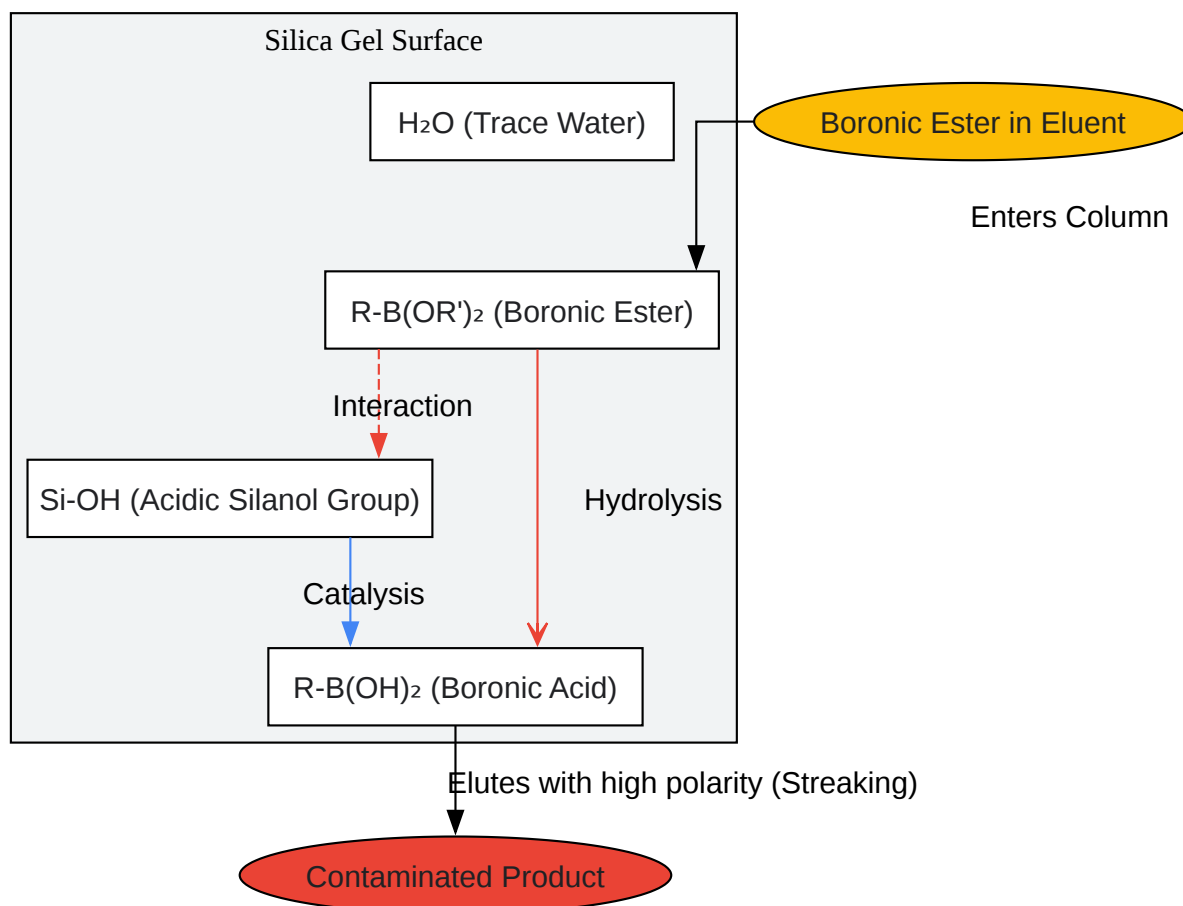 Silica Gel Surface
H₂O (Trace Water)
Boronic Ester in Eluent
Enters Column
R-B(OR')₂ (Boronic Ester)
Interaction
Si-OH (Acidic Silanol Group)
Hydrolysis
Catalysis
R-B(OH)₂ (Boronic Acid)
Elutes with high polarity (Streaking)
Contaminated Product